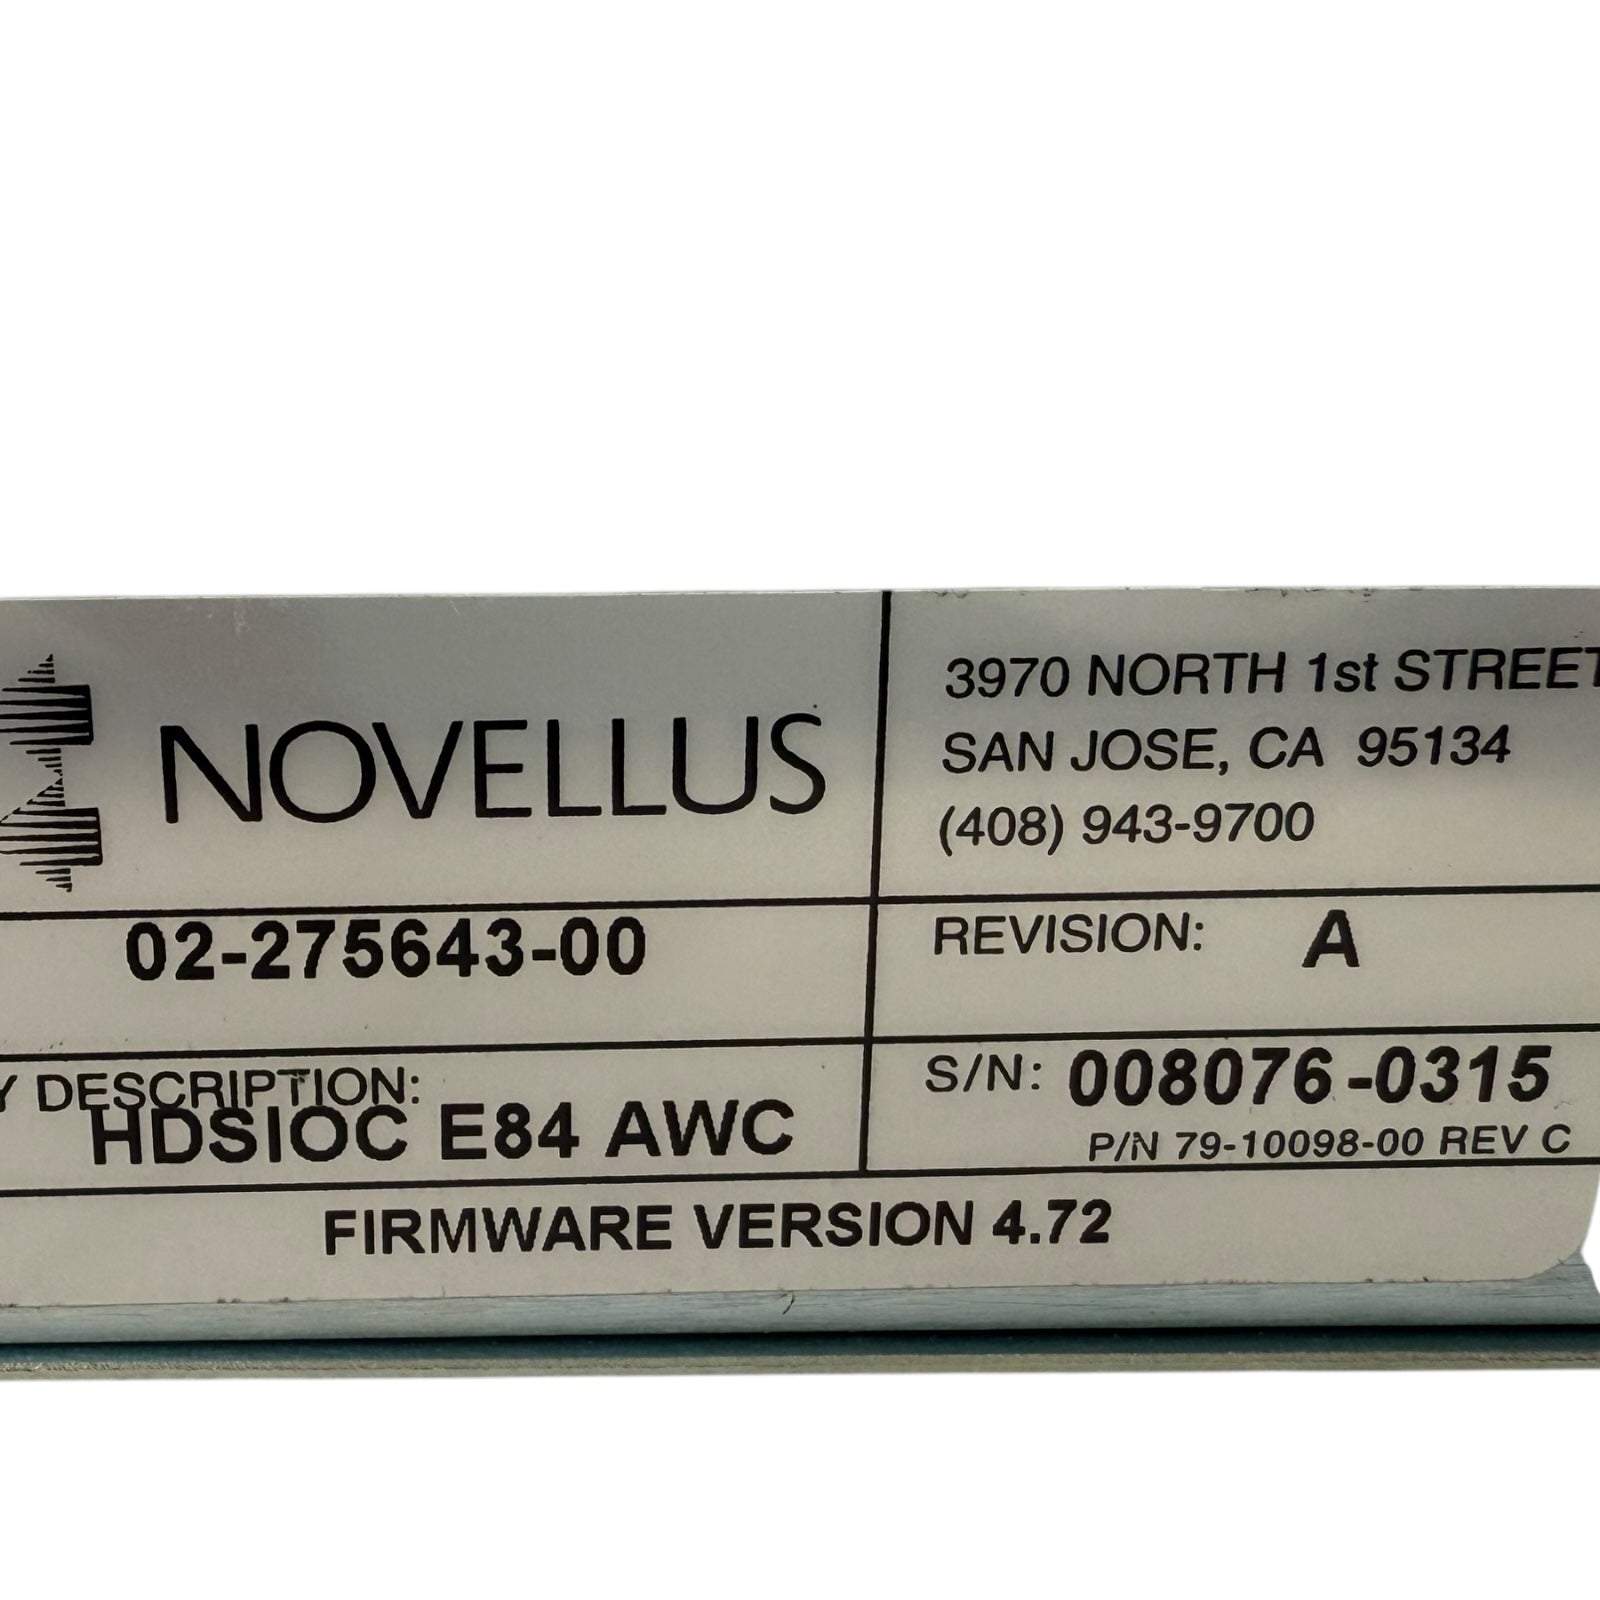 NOVELLUS
3970 NORTH 1st STREET
SAN JOSE, CA 95134
(408) 943-9700
02-275643-00
REVISION: A
Y DESCRIPTION:
HDSIOC E84 AWC
S/N: 008076-0315
P/N 79-10098-00 REV C
FIRMWARE VERSION 4.72